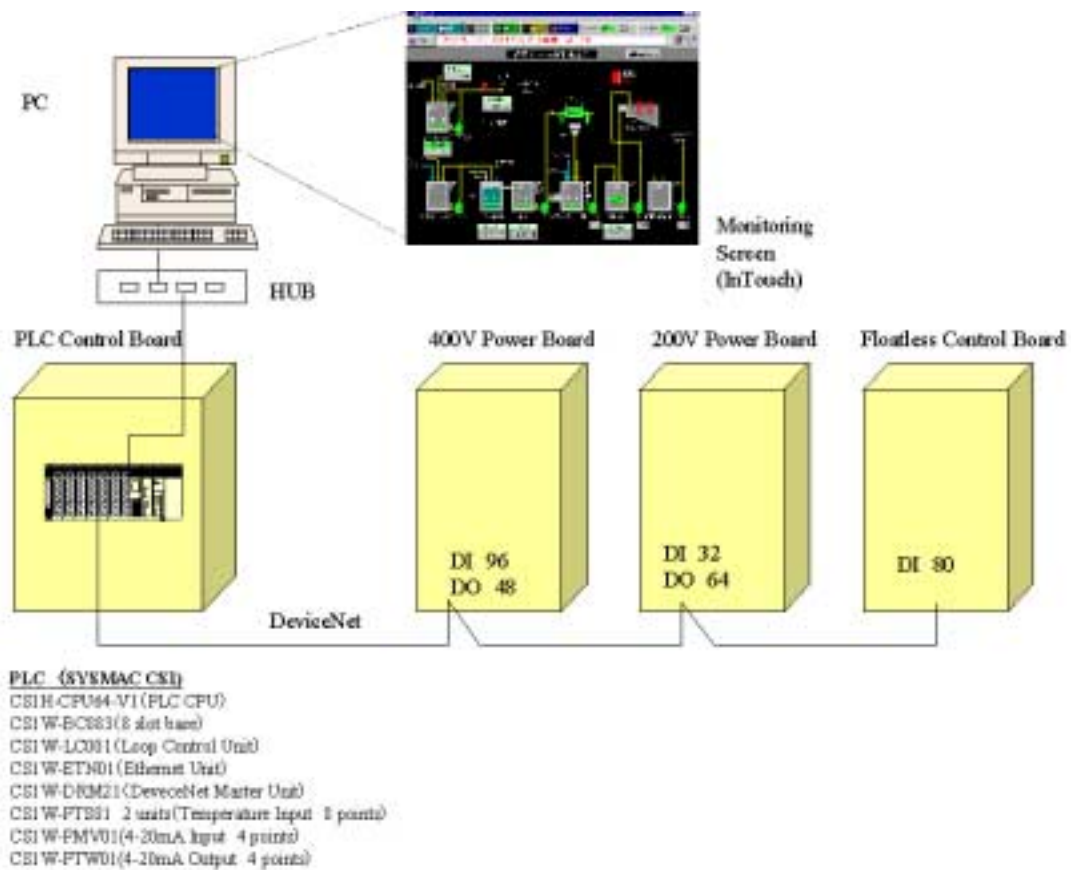 PC
Monitoring
Screen
(InTouch)
HUB
PLC Control Board
400V Power Board
200V Power Board
Floatless Control Board
DI 96
DO 48
DI 32
DO 64
DI 80
DeviceNet
PLC (SYSMAC CS1)
CS1H-CPU64-V1(PLC CPU)
CS1W-BC083(8 slot base)
CS1W-LC001(Loop Control Unit)
CS1W-ETN01(Ethernet Unit)
CS1W-DRM21(DeveceNet Master Unit)
2 units(Temperature Input 8 points)
CS1W-PMV01(4-20mA Input 4 points)
CS1W-PTW01(4-20mA Output 4 points)